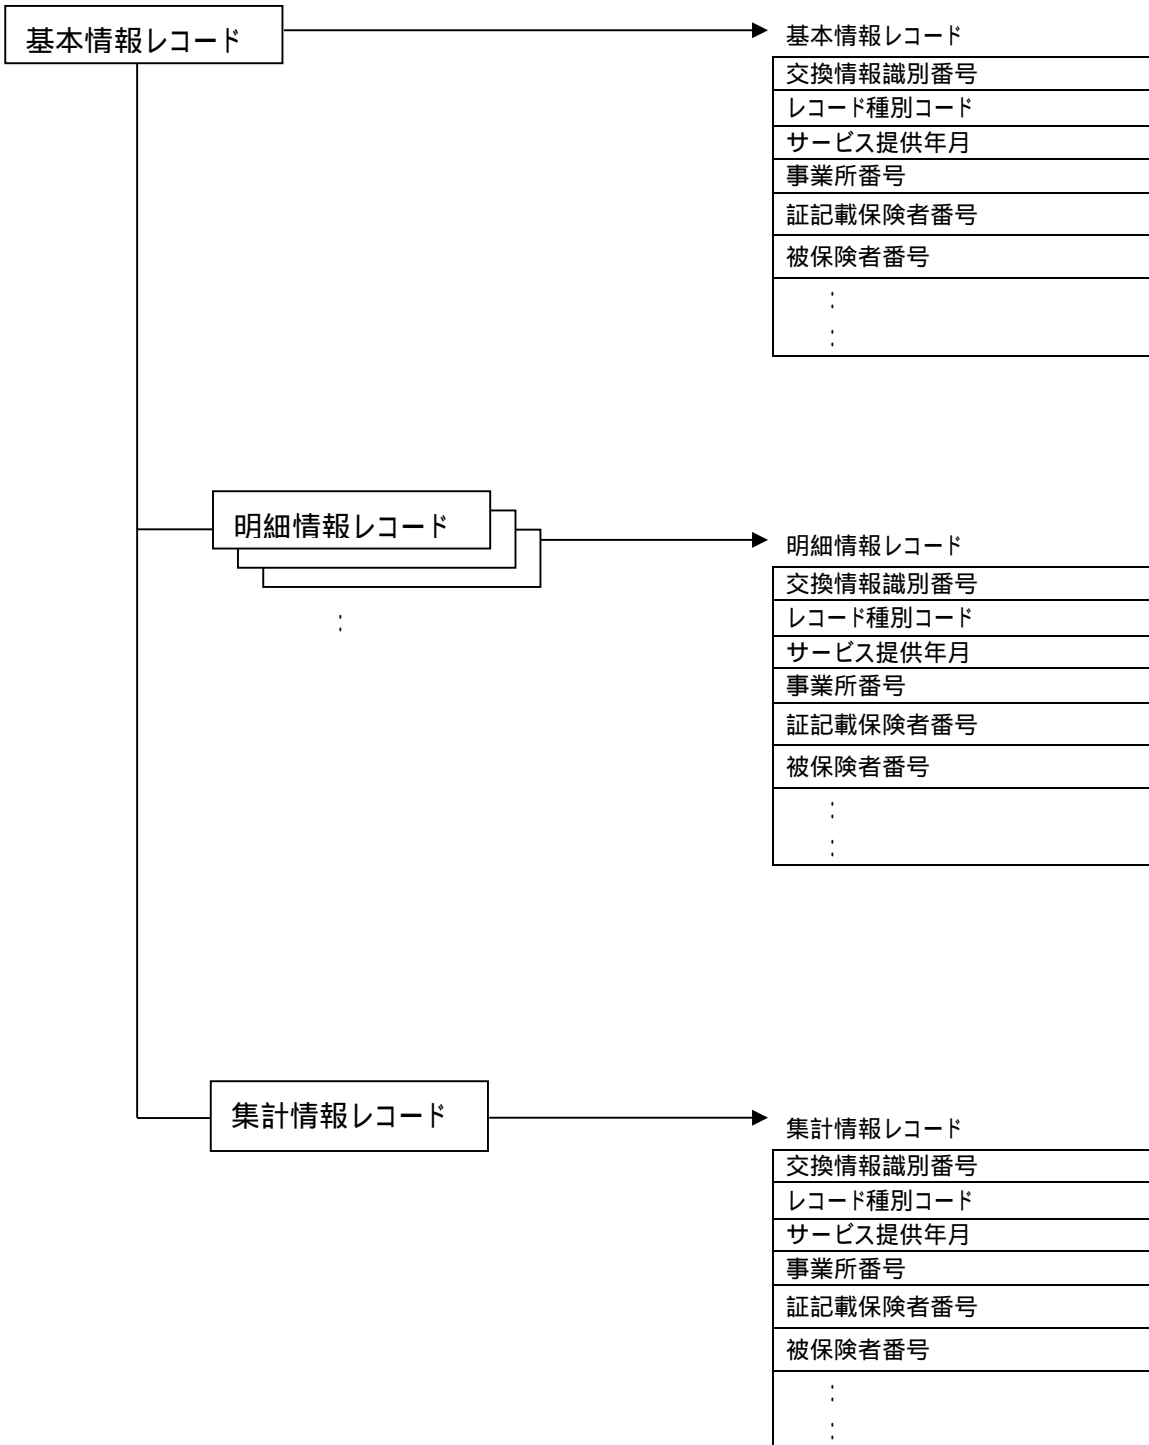 基本情報レコード
基本情報レコード
交換情報識別番号
レコード種別コード
サービス提供年月
事業所番号
証記載保険者番号
被保険者番号
:
:
明細情報レコード
:
明細情報レコード
交換情報識別番号
レコード種別コード
サービス提供年月
事業所番号
証記載保険者番号
被保険者番号
:
:
集計情報レコード
集計情報レコード
交換情報識別番号
レコード種別コード
サービス提供年月
事業所番号
証記載保険者番号
被保険者番号
:
: